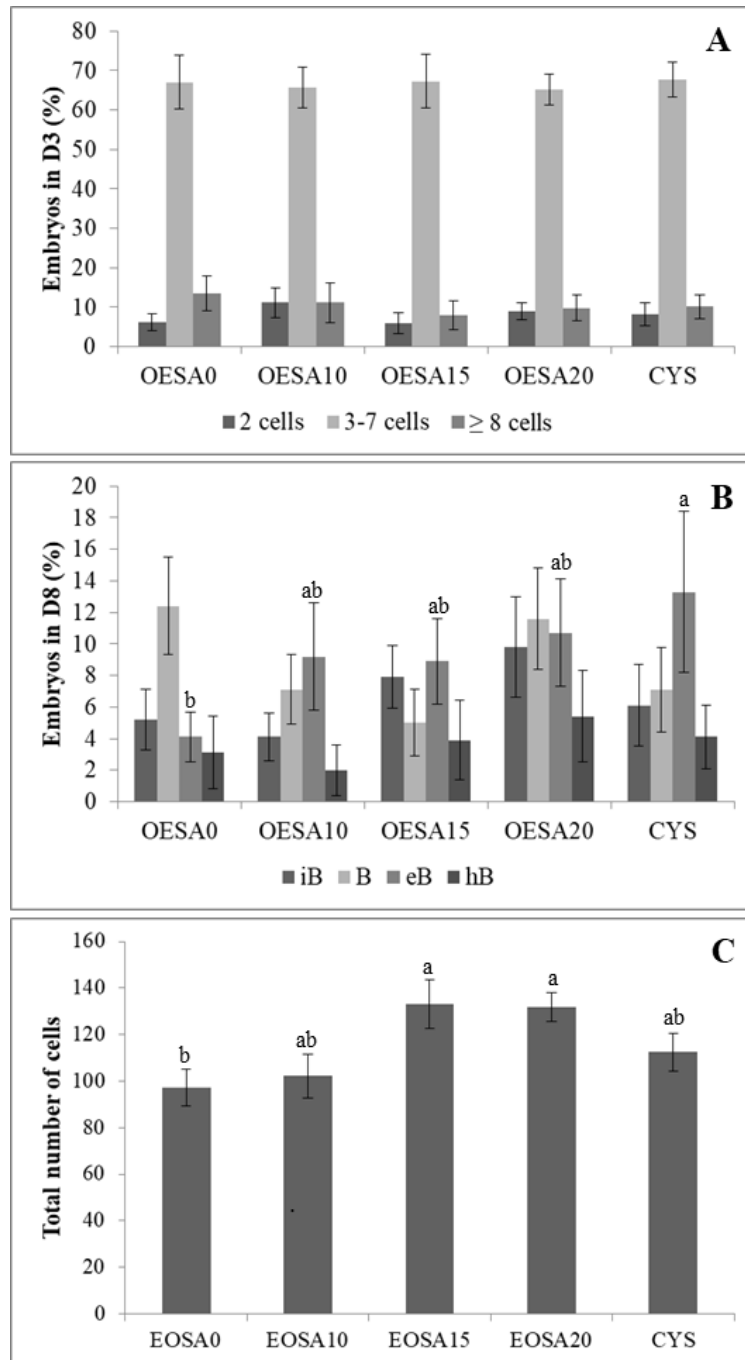 A
Embryos in D3 (%)
80
70
60
50
40
30
20
10
0
OESA0 OESA10 OESA15 OESA20 CYS
2 cells 3-7 cells ≥ 8 cells
B
Embryos in D8 (%)
20
18
16
14
12
10
8
6
4
2
0
b ab ab ab a
OESA0 OESA10 OESA15 OESA20 CYS
iB B eB hB
C
Total number of cells
160
140
120
100
80
60
40
20
0
b ab a a ab
EOSA0 EOSA10 EOSA15 EOSA20 CYS